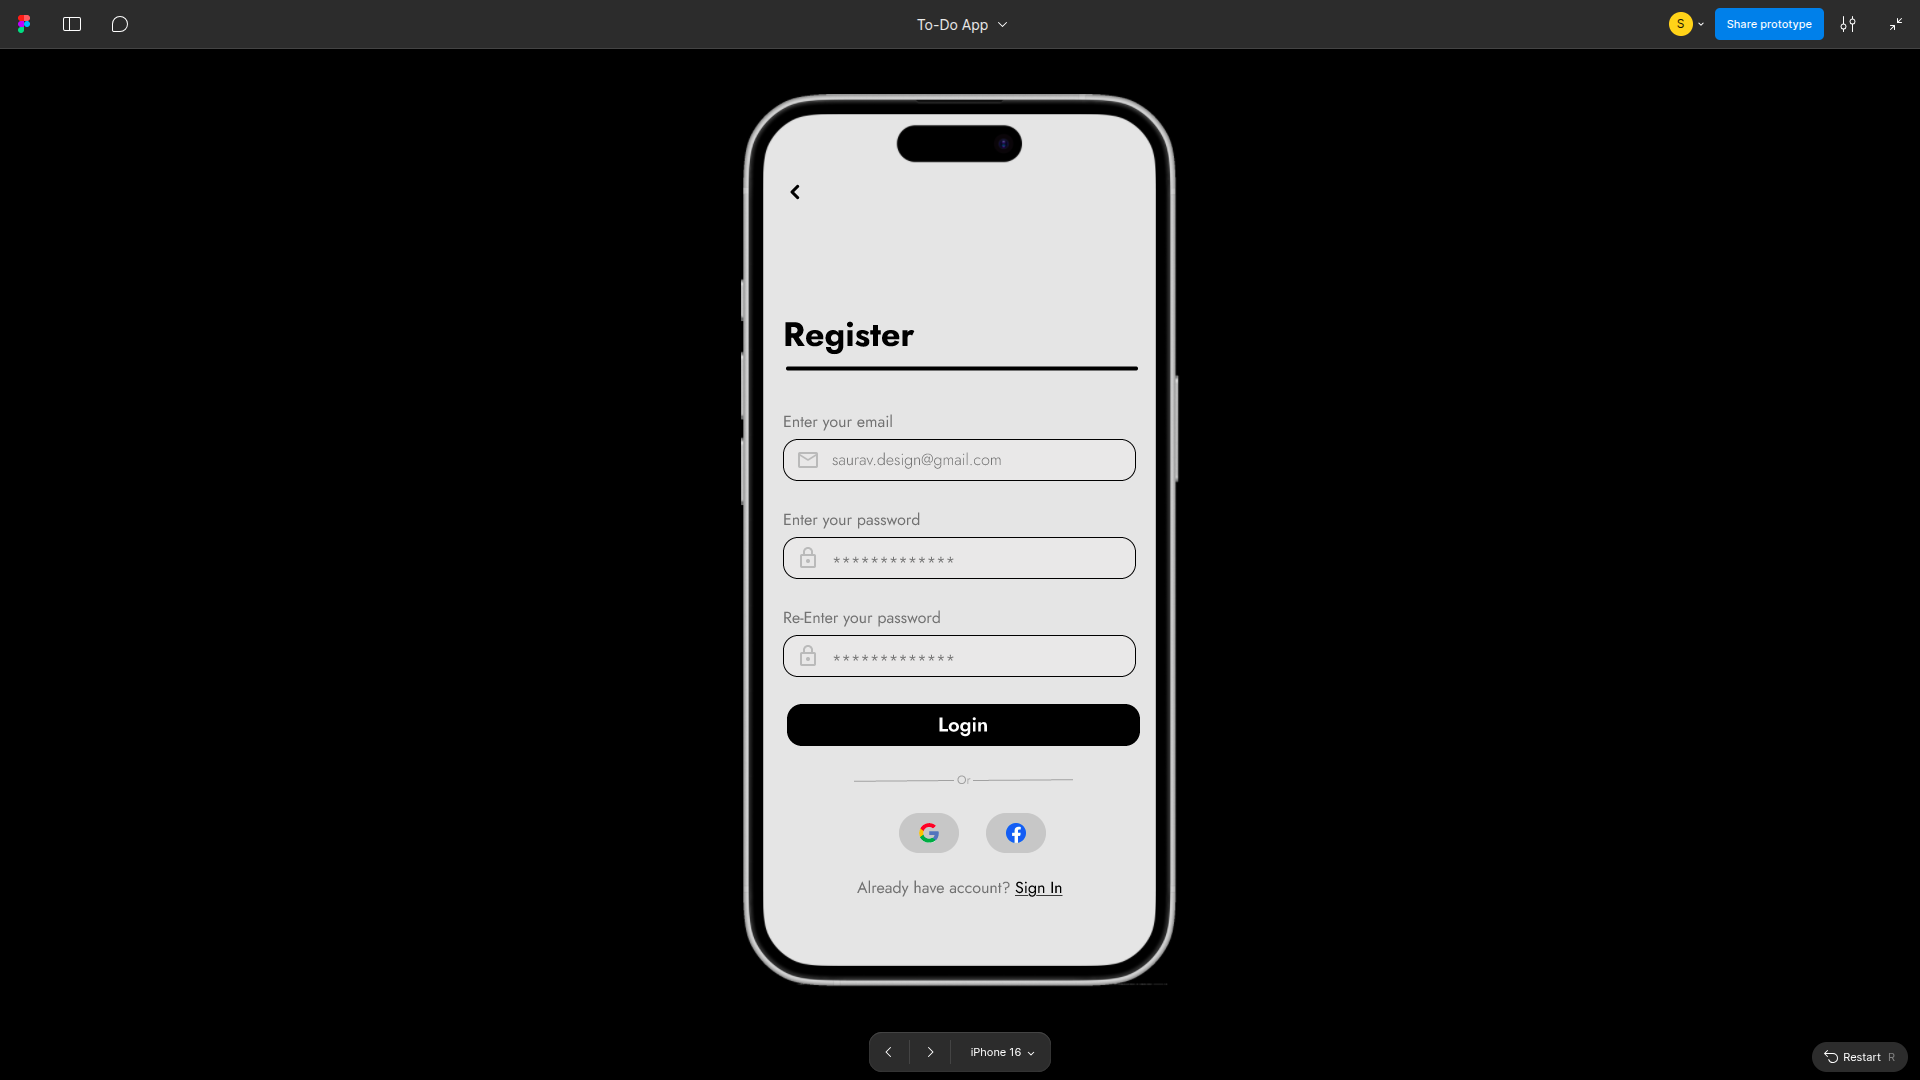 To-Do App
S
Share prototype
Register
Enter your email
saurav.design@gmail.com
Enter your password
*************
Re-Enter your password
*************
Login
Or
Already have account? Sign In
iPhone 16
Restart R